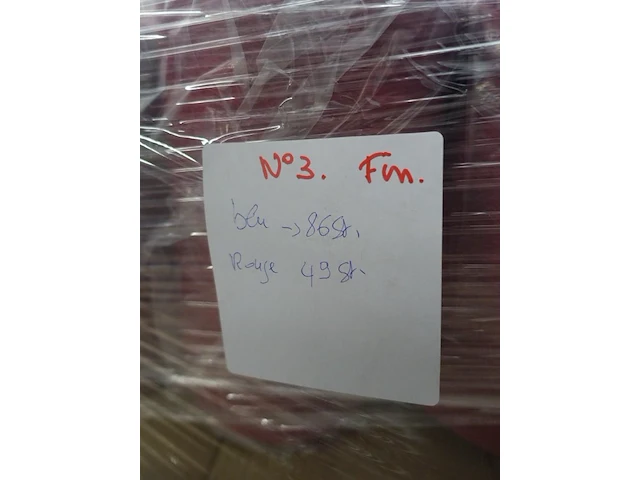 N°3. Fin.
bleu -> 86 St.
Rouge 49 St.